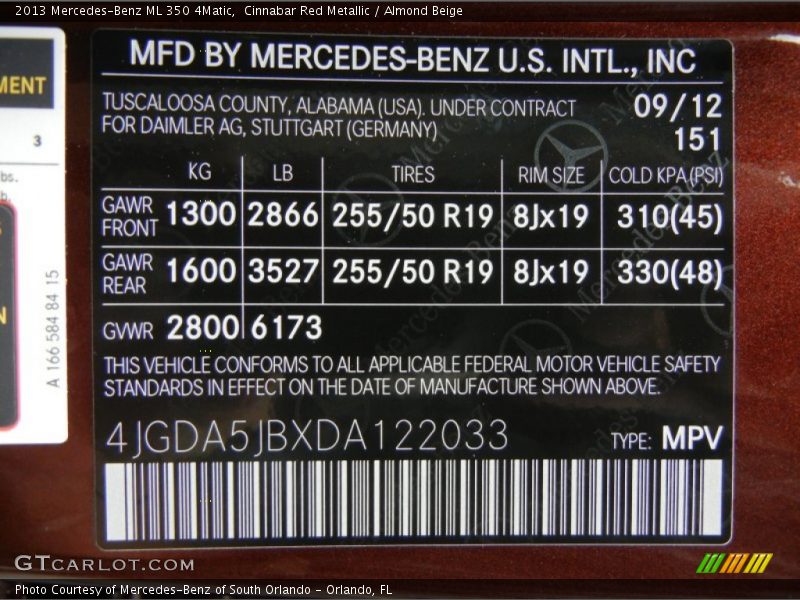 2013 Mercedes-Benz ML 350 4Matic, Cinnabar Red Metallic / Almond Beige
MENT
3
bs.
b.
N
A 166 584 84 15
MFD BY MERCEDES-BENZ U.S. INTL., INC
TUSCALOOSA COUNTY, ALABAMA (USA). UNDER CONTRACT 09/12
FOR DAIMLER AG, STUTTGART (GERMANY) 151
KG LB TIRES RIM SIZE COLD KPA.(PSI)
GAWR FRONT 1300 2866 255/50 R19 8Jx19 310(45)
GAWR REAR 1600 3527 255/50 R19 8Jx19 330(48)
GVWR 2800 6173
THIS VEHICLE CONFORMS TO ALL APPLICABLE FEDERAL MOTOR VEHICLE SAFETY
STANDARDS IN EFFECT ON THE DATE OF MANUFACTURE SHOWN ABOVE.
4JGDA5JBXDA122033 TYPE: MPV
GTCARLOT.COM
Photo Courtesy of Mercedes-Benz of South Orlando - Orlando, FL